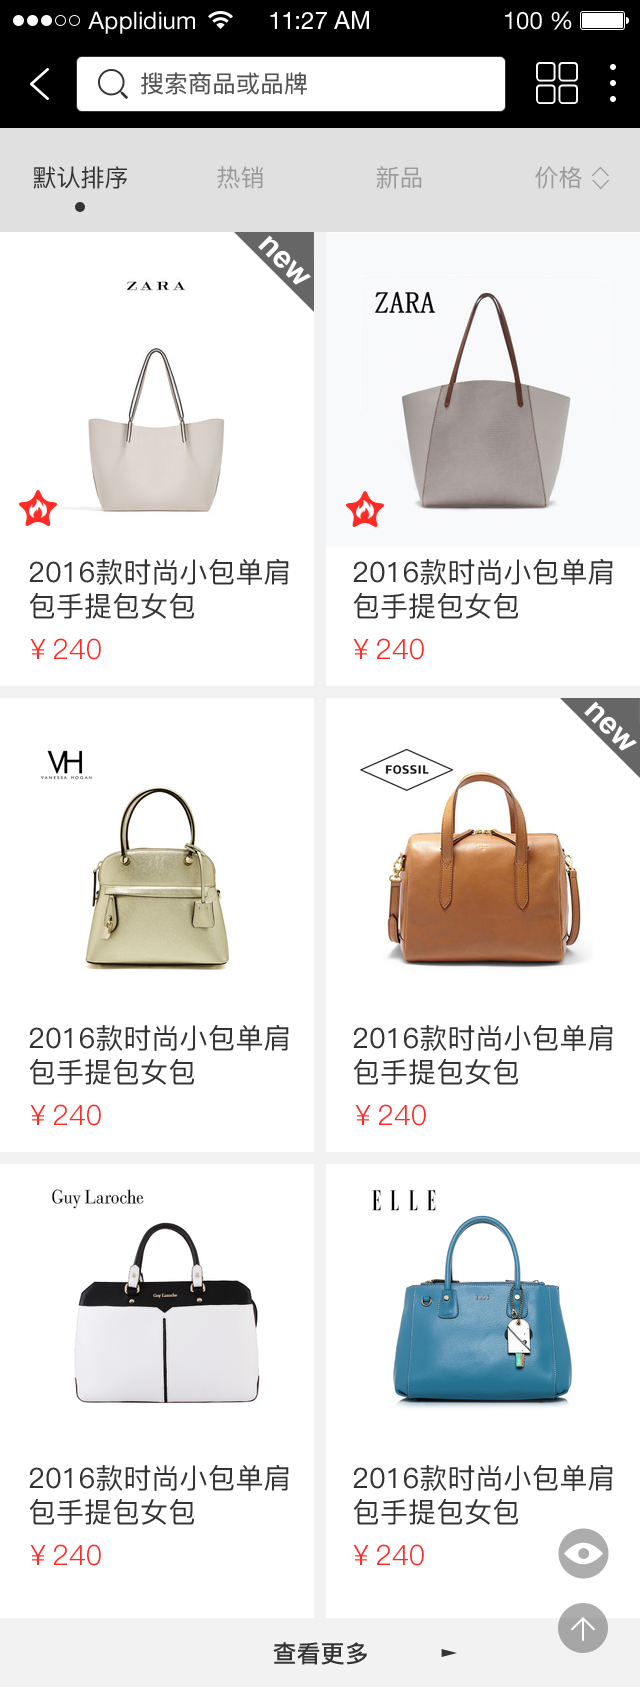 Applidium 11:27 AM 100 %
搜索商品或品牌
默认排序 热销 新品 价格
new
ZARA
ZARA
2016款时尚小包单肩
包手提包女包
￥240
2016款时尚小包单肩
包手提包女包
￥240
VH
VANESSA HOGAN
new
FOSSIL
2016款时尚小包单肩
包手提包女包
￥240
2016款时尚小包单肩
包手提包女包
￥240
Guy Laroche
Guy Laroche
ELLE
ELLE
2016款时尚小包单肩
包手提包女包
￥240
2016款时尚小包单肩
包手提包女包
￥240
查看更多